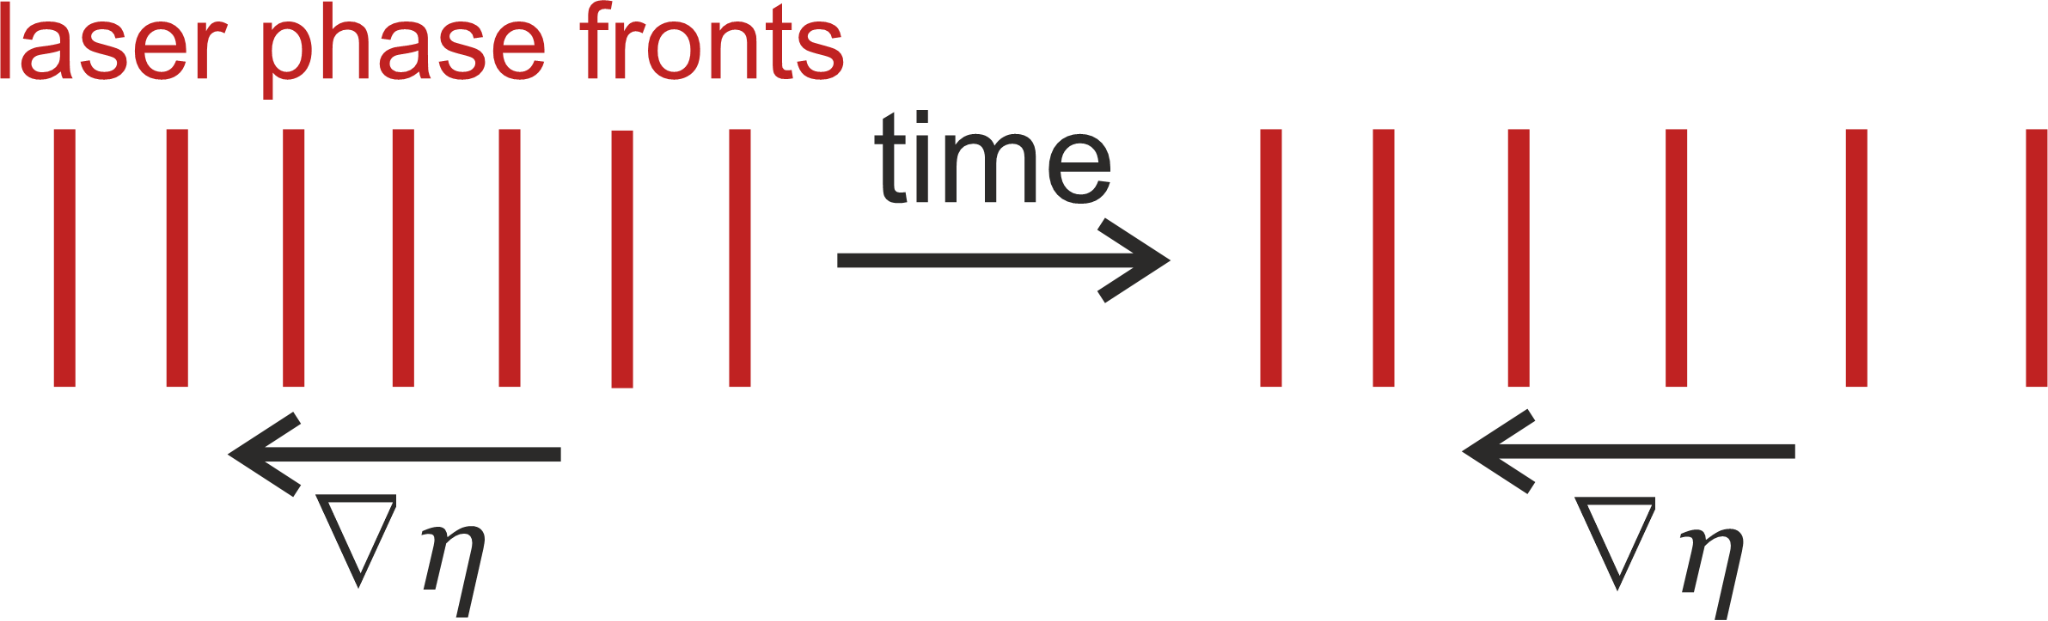 laser phase fronts
time
∇η
∇η